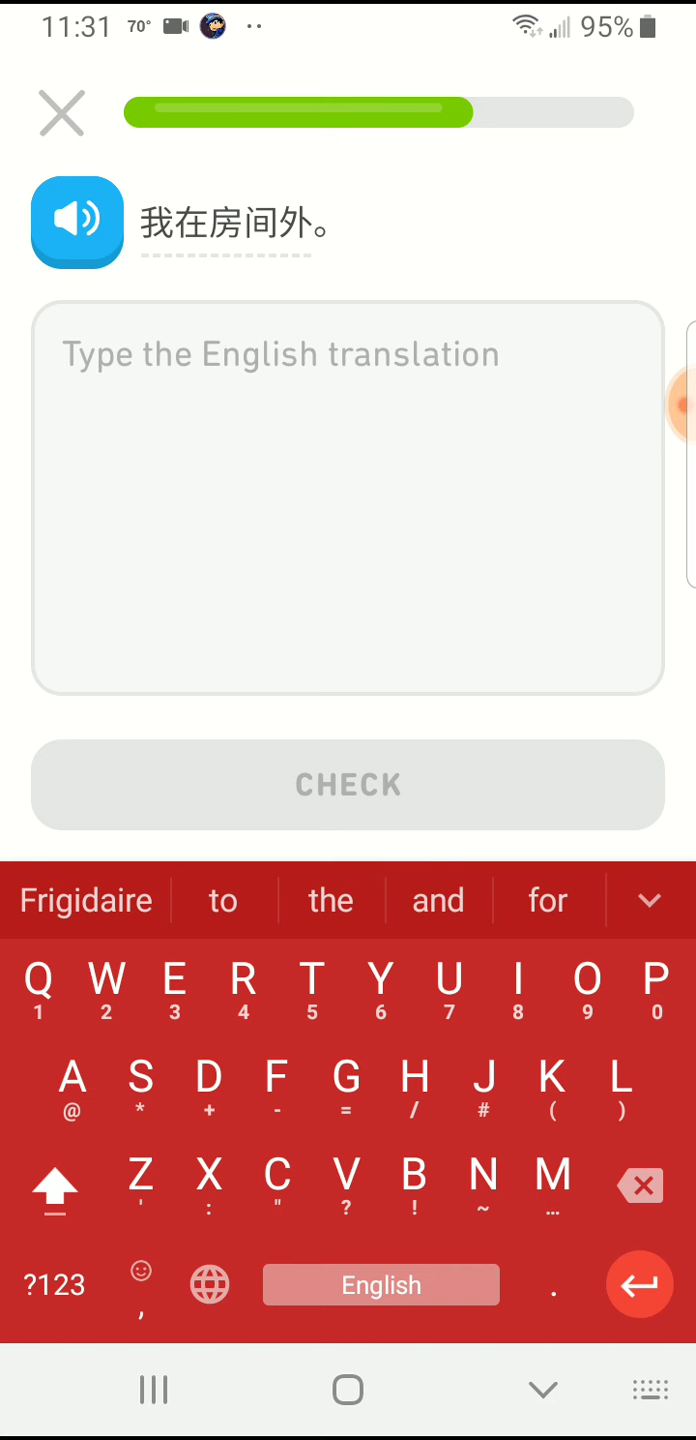 11:31 70° 95%
我在房间外。
Type the English translation
CHECK
Frigidaire to the and for
Q W E R T Y U I O P
1 2 3 4 5 6 7 8 9 0
A S D F G H J K L
@ * + - = / # ( )
Z X C V B N M
' : " ? ! ~ …
?123 , English .